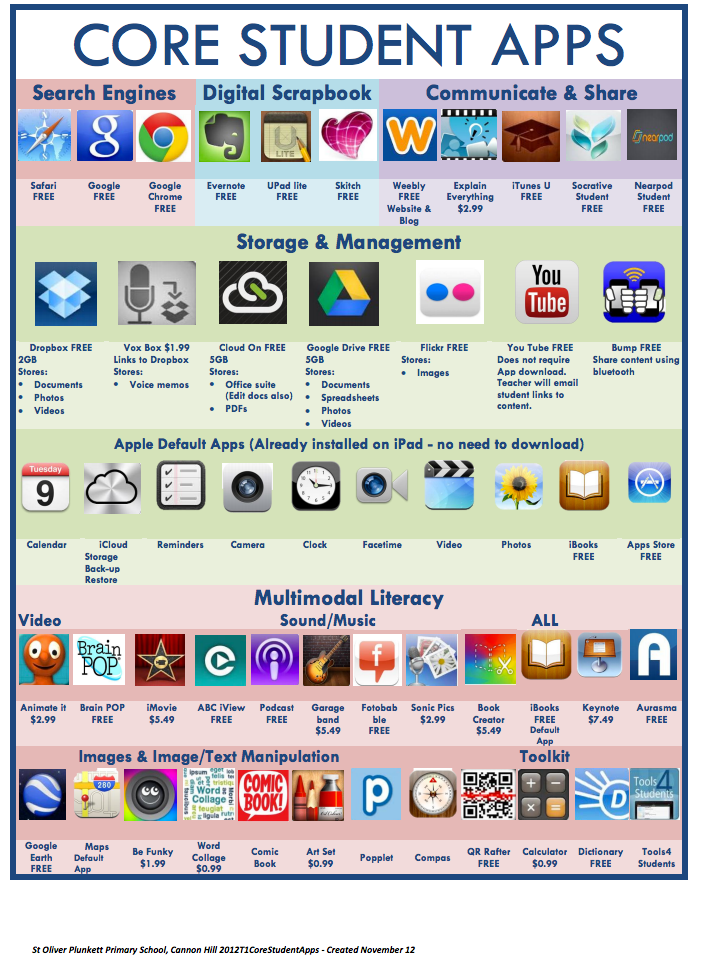 CORE STUDENT APPS
Search Engines
Digital Scrapbook
Communicate & Share
g
LITE
W
nearpod
Safari
FREE
Google
FREE
Google
Chrome
FREE
Evernote
FREE
UPad lite
FREE
Skitch
FREE
Weebly
FREE
Website &
Blog
Explain
Everything
$2.99
iTunes U
FREE
Socrative
Student
FREE
Nearpod
Student
FREE
Storage & Management
You
Tube
Dropbox FREE
2GB
Stores:
• Documents
• Photos
• Videos
Vox Box $1.99
Links to Dropbox
Stores:
• Voice memos
Cloud On FREE
5GB
Stores:
• Office suite
(Edit docs also)
• PDFs
Google Drive FREE
5GB
Stores:
• Documents
• Spreadsheets
• Photos
• Videos
Flickr FREE
Stores:
• Images
You Tube FREE
Does not require
App download.
Teacher will email
student links to
content.
Bump FREE
Share content using
bluetooth
Apple Default Apps (Already installed on iPad - no need to download)
Tuesday
9
Calendar
iCloud
Storage
Back-up
Restore
Reminders
Camera
Clock
Facetime
Video
Photos
iBooks
FREE
Apps Store
FREE
Multimodal Literacy
Video
Sound/Music
ALL
Brain
POP
f
A
Animate it
$2.99
Brain POP
FREE
iMovie
$5.49
ABC iView
FREE
Podcast
FREE
Garage
band
$5.49
Fotobab
ble
FREE
Sonic Pics
$2.99
Book
Creator
$5.49
iBooks
FREE
Default
App
Keynote
$7.49
Aurasma
FREE
Images & Image/Text Manipulation
Toolkit
280
Word
Collage
COMIC
BOOK!
p
D
Tools
4
Students
Google
Earth
FREE
Maps
Default
App
Be Funky
$1.99
Word
Collage
$0.99
Comic
Book
Art Set
$0.99
Popplet
Compas
QR Rafter
FREE
Calculator
$0.99
Dictionary
FREE
Tools4
Students
St Oliver Plunkett Primary School, Cannon Hill 2012T1CoreStudentApps - Created November 12